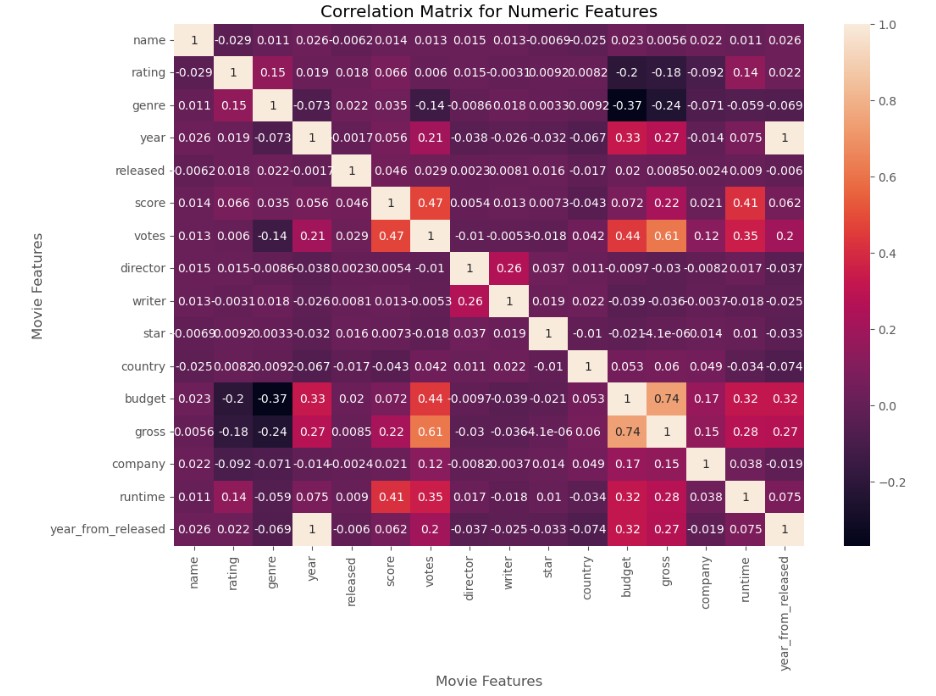 Correlation Matrix for Numeric Features
name 1 -0.029 0.011 0.026 -0.0062 0.014 0.013 0.015 0.013 -0.0069 -0.025 0.023 0.0056 0.022 0.011 0.026 1.0
rating -0.029 1 0.15 0.019 0.018 0.066 0.006 0.015 -0.0031 0.0092 0.0082 -0.2 -0.18 -0.092 0.14 0.022
genre 0.011 0.15 1 -0.073 0.022 0.035 -0.14 -0.0086 0.018 0.0033 -0.0092 -0.37 -0.24 -0.071 -0.059 -0.069 0.8
year 0.026 0.019 -0.073 1 -0.0017 0.056 0.21 -0.038 -0.026 -0.032 -0.067 0.33 0.27 -0.014 0.075 1
released -0.0062 0.018 0.022 -0.0017 1 0.046 0.029 0.0023 0.0081 0.016 -0.017 0.02 0.0085 -0.0024 0.009 -0.006 0.6
score 0.014 0.066 0.035 0.056 0.046 1 0.47 0.0054 0.013 0.0073 -0.043 0.072 0.22 0.021 0.41 0.062
votes 0.013 0.006 -0.14 0.21 0.029 0.47 1 -0.01 -0.0053 -0.018 0.042 0.44 0.61 0.12 0.35 0.2 0.4
director 0.015 0.015 -0.0086 -0.038 0.0023 0.0054 -0.01 1 0.26 0.037 0.011 -0.0097 -0.03 -0.0082 0.017 -0.037
writer 0.013 -0.0031 0.018 -0.026 0.0081 0.013 -0.0053 0.26 1 0.019 0.022 -0.039 -0.036 -0.0037 -0.018 -0.025
star -0.0069 0.0092 0.0033 -0.032 0.016 0.0073 -0.018 0.037 0.019 1 -0.01 -0.021 -4.1e-06 0.014 0.01 -0.033 0.2
country -0.025 0.0082 -0.0092 -0.067 -0.017 -0.043 0.042 0.011 0.022 -0.01 1 0.053 0.06 0.049 -0.034 -0.074
budget 0.023 -0.2 -0.37 0.33 0.02 0.072 0.44 -0.0097 -0.039 -0.021 0.053 1 0.74 0.17 0.32 0.32 0.0
gross 0.0056 -0.18 -0.24 0.27 0.0085 0.22 0.61 -0.03 -0.036 -4.1e-06 0.06 0.74 1 0.15 0.28 0.27
company 0.022 -0.092 -0.071 -0.014 -0.0024 0.021 0.12 -0.0082 -0.0037 0.014 0.049 0.17 0.15 1 0.038 -0.019 −0.2
runtime 0.011 0.14 -0.059 0.075 0.009 0.41 0.35 0.017 -0.018 0.01 -0.034 0.32 0.28 0.038 1 0.075
year_from_released 0.026 0.022 -0.069 1 -0.006 0.062 0.2 -0.037 -0.025 -0.033 -0.074 0.32 0.27 -0.019 0.075 1
name rating genre year released score votes director writer star country budget gross company runtime year_from_released
Movie Features
Movie Features